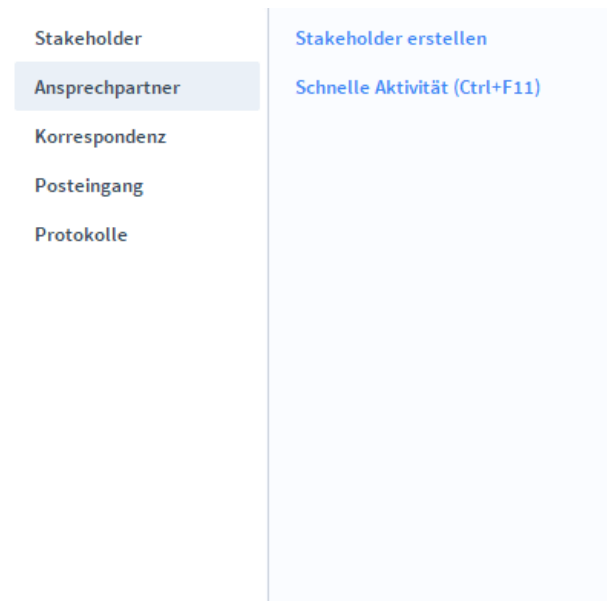 Stakeholder
Ansprechpartner
Korrespondenz
Posteingang
Protokolle
Stakeholder erstellen
Schnelle Aktivität (Ctrl+F11)